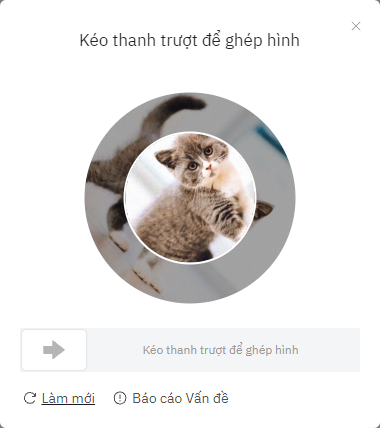 Kéo thanh trượt để ghép hình
Kéo thanh trượt để ghép hình
Làm mới
Báo cáo Vấn đề